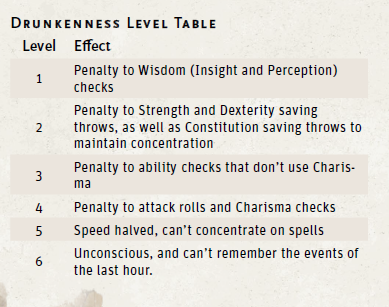 Drunkenness Level Table
Level Effect
1 Penalty to Wisdom (Insight and Perception)
checks
Penalty to Strength and Dexterity saving
2 throws, as well as Constitution saving throws to
maintain concentration
3 Penalty to ability checks that don't use Charis-
ma
4 Penalty to attack rolls and Charisma checks
5 Speed halved, can't concentrate on spells
6 Unconscious, and can't remember the events of
the last hour.